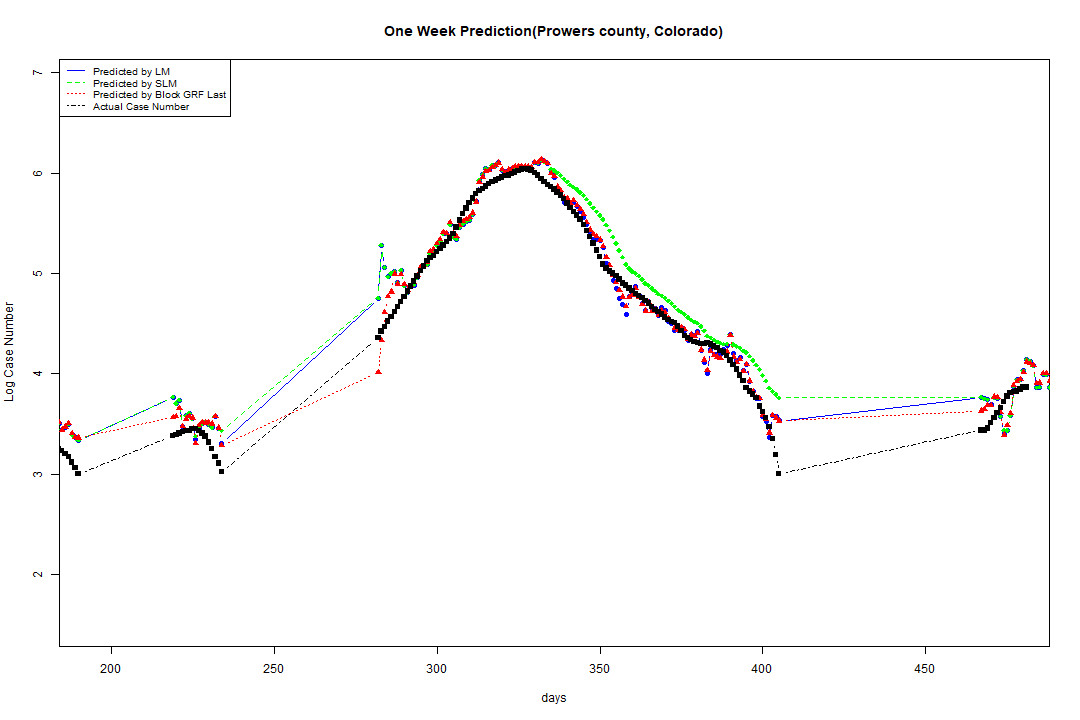 One Week Prediction(Prowers county, Colorado)
Predicted by LM
Predicted by SLM
Predicted by Block GRF Last
Actual Case Number
7
6
5
4
3
2
Log Case Number
200 250 300 350 400 450
days